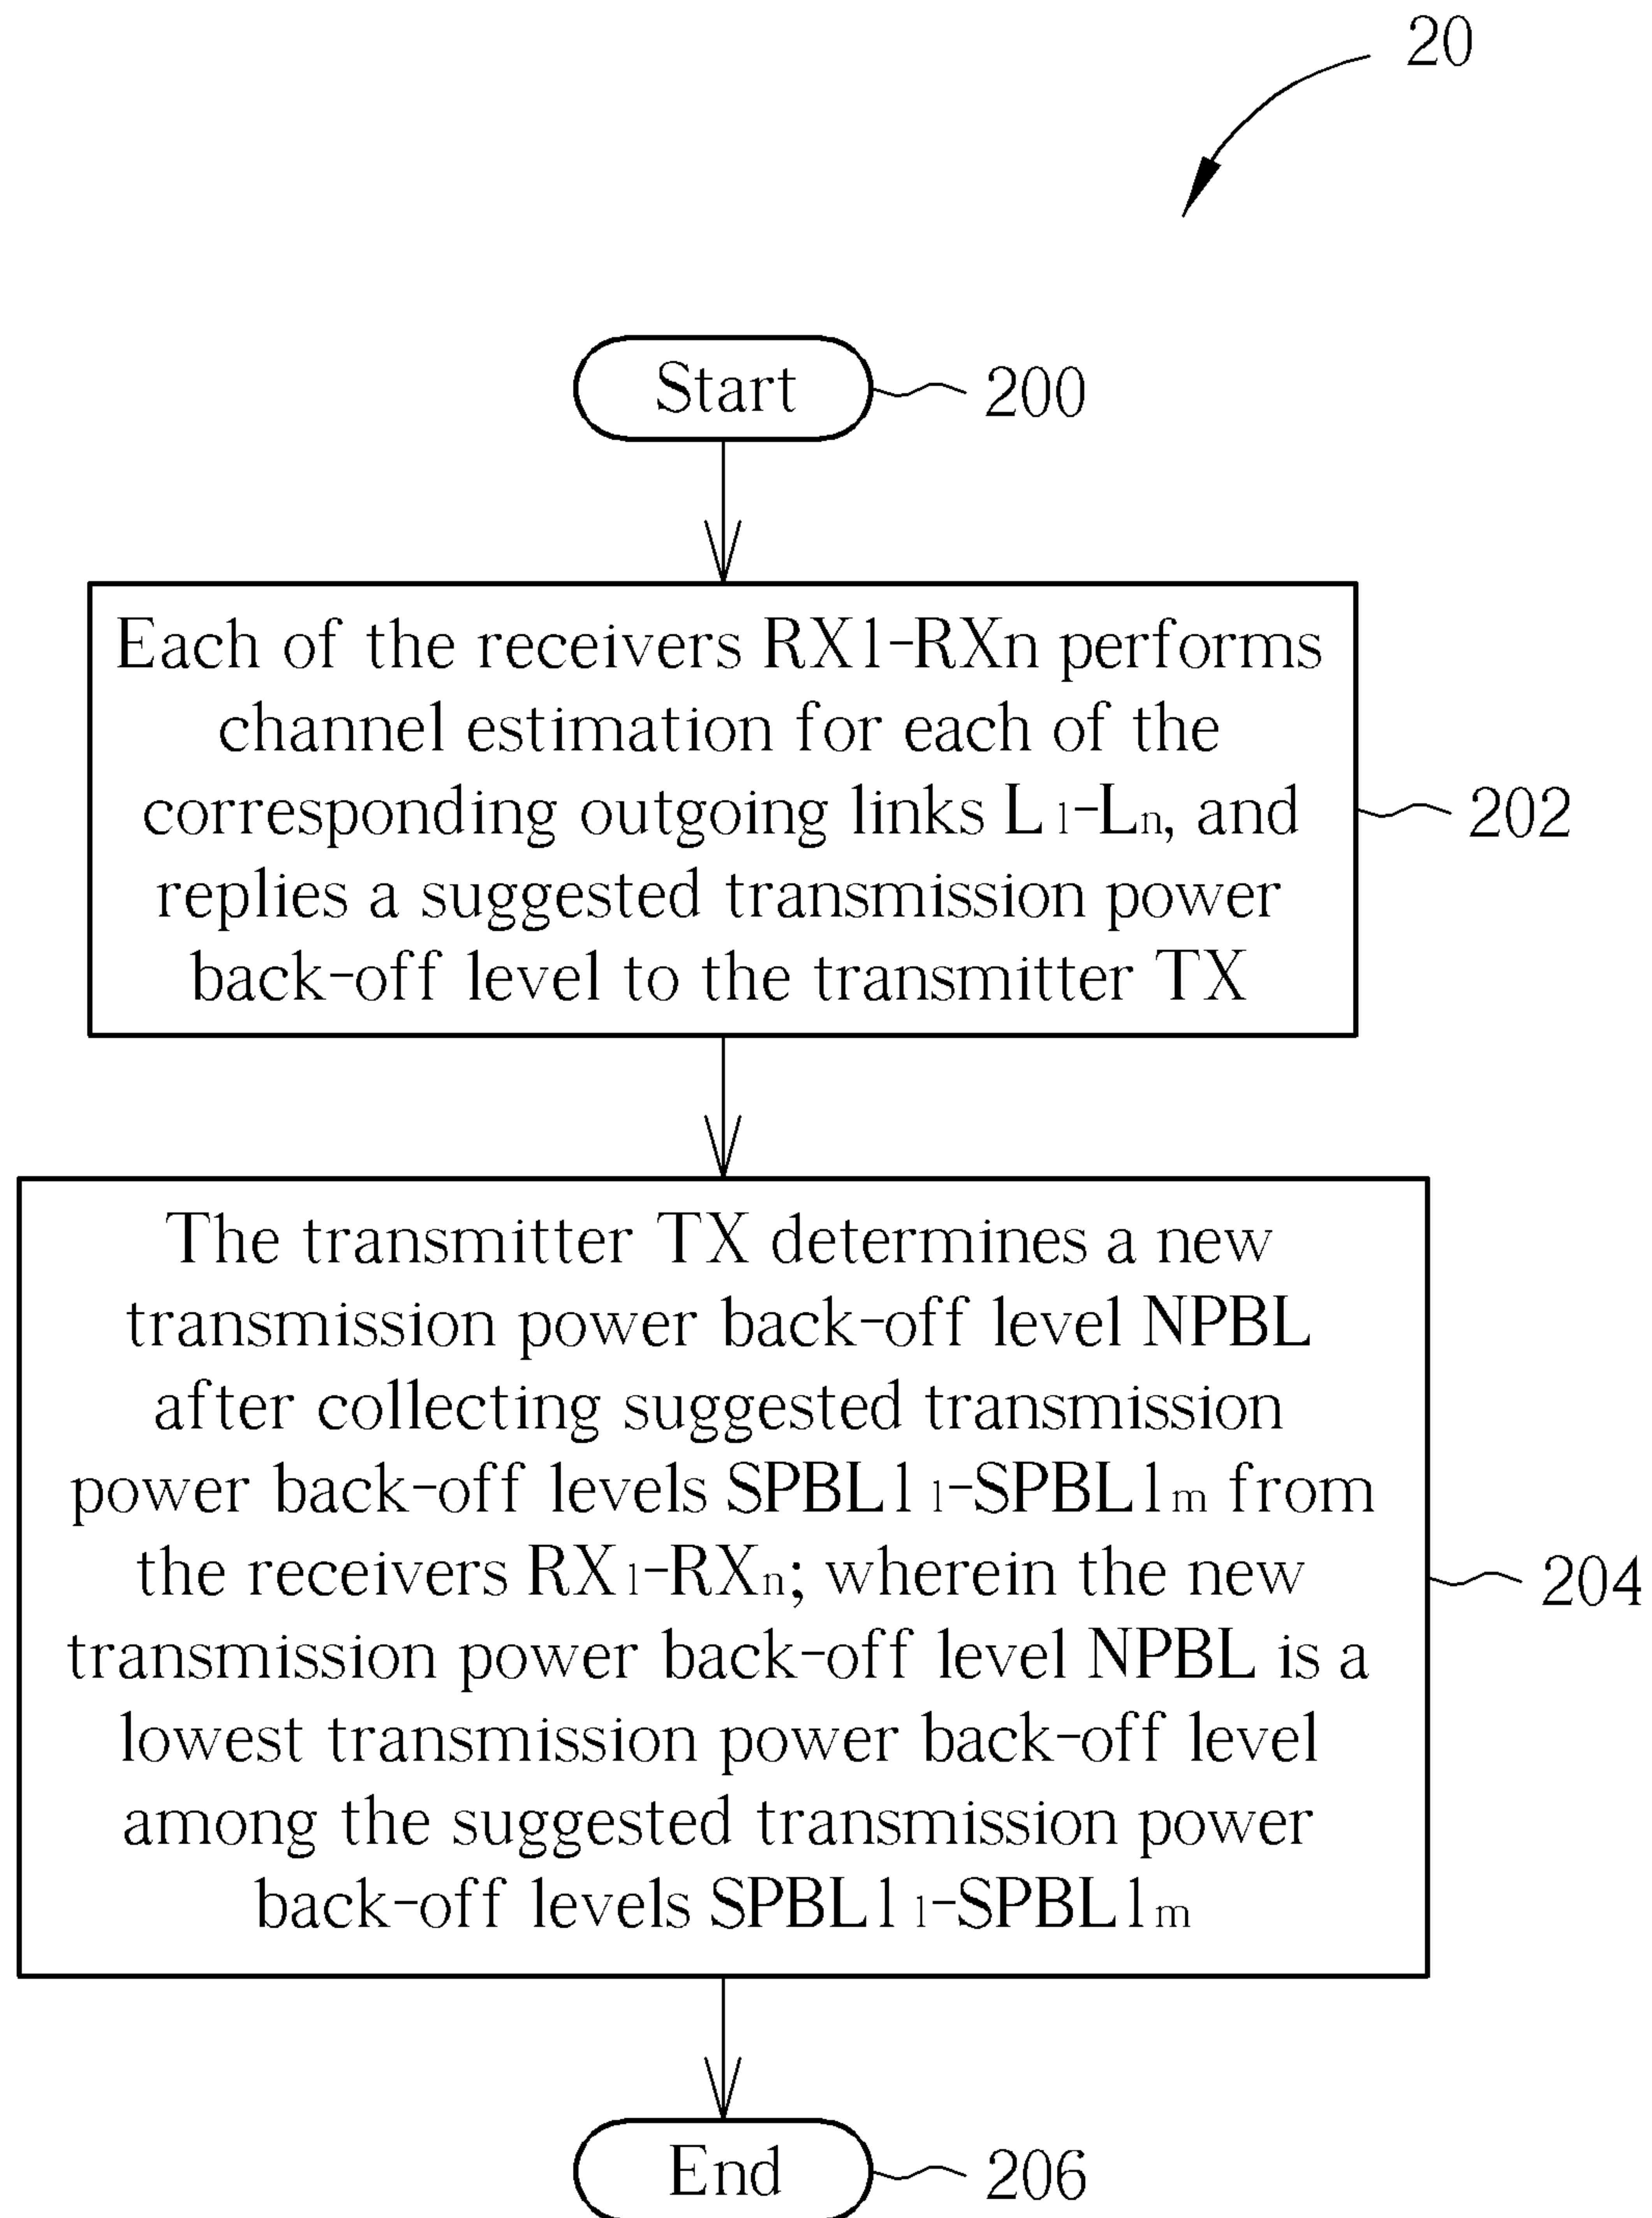 20
Start
200
Each of the receivers RX1-RXn performs
channel estimation for each of the
corresponding outgoing links L₁-Lₙ, and
replies a suggested transmission power
back-off level to the transmitter TX
202
The transmitter TX determines a new
transmission power back-off level NPBL
after collecting suggested transmission
power back-off levels SPBL1₁-SPBL1ₘ from
the receivers RX₁-RXₙ; wherein the new
transmission power back-off level NPBL is a
lowest transmission power back-off level
among the suggested transmission power
back-off levels SPBL1₁-SPBL1ₘ
204
End
206